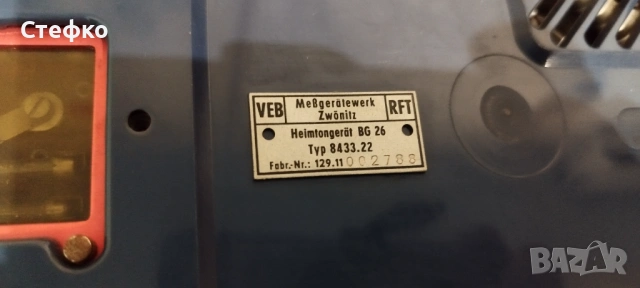 Стефко
VEB Meßgerätewerk Zwönitz RFT
Heimtongerät BG 26
Typ 8433.22
Fabr.-Nr.: 129.11 002788
BAZAR